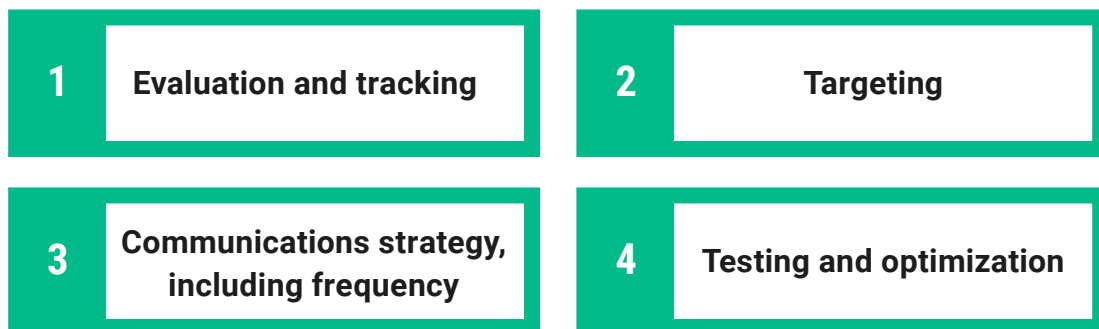 1
Evaluation and tracking
2
Targeting
3
Communications strategy,
including frequency
4
Testing and optimization